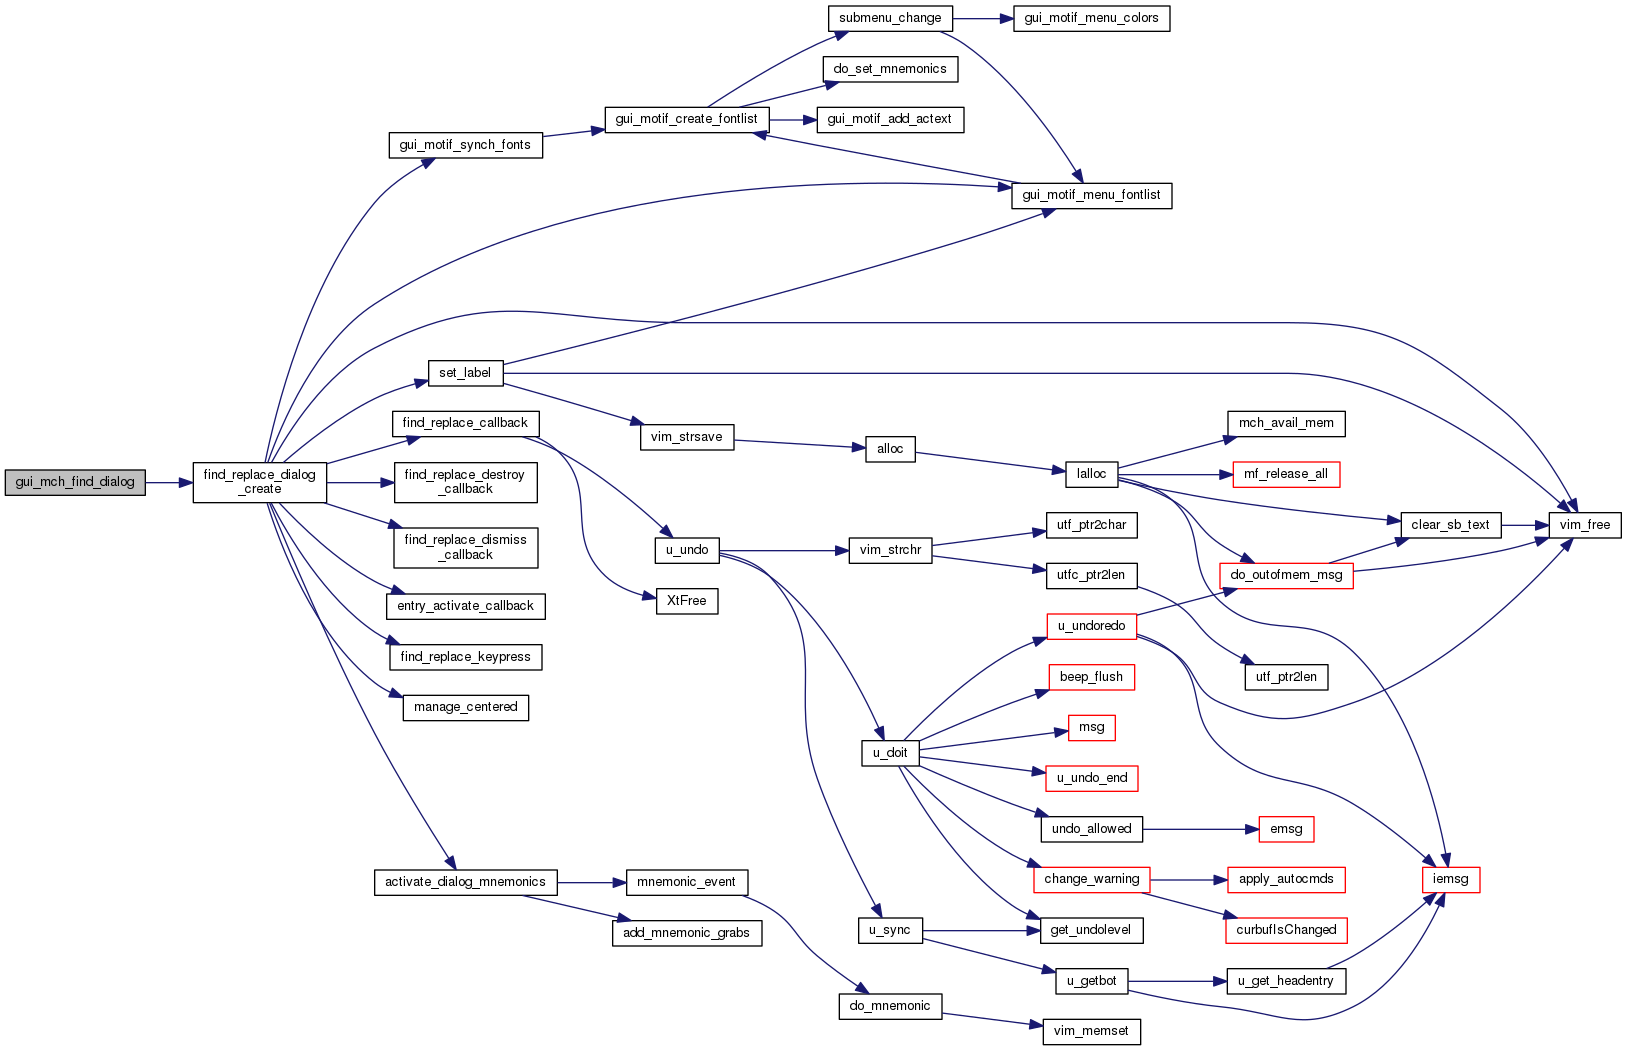 submenu_change
gui_motif_menu_colors
do_set_mnemonics
gui_motif_create_fontlist
gui_motif_add_actext
gui_motif_synch_fonts
gui_motif_menu_fontlist
set_label
find_replace_callback
vim_strsave
mch_avail_mem
alloc
lalloc
mf_release_all
gui_mch_find_dialog
find_replace_dialog
_create
find_replace_destroy
_callback
clear_sb_text
vim_free
utf_ptr2char
find_replace_dismiss
_callback
u_undo
vim_strchr
utfc_ptr2len
do_outofmem_msg
entry_activate_callback
XtFree
u_undoredo
find_replace_keypress
beep_flush
utf_ptr2len
manage_centered
msg
u_doit
u_undo_end
undo_allowed
emsg
activate_dialog_mnemonics
mnemonic_event
change_warning
apply_autocmds
iemsg
add_mnemonic_grabs
u_sync
get_undolevel
curbufIsChanged
u_getbot
u_get_headentry
do_mnemonic
vim_memset